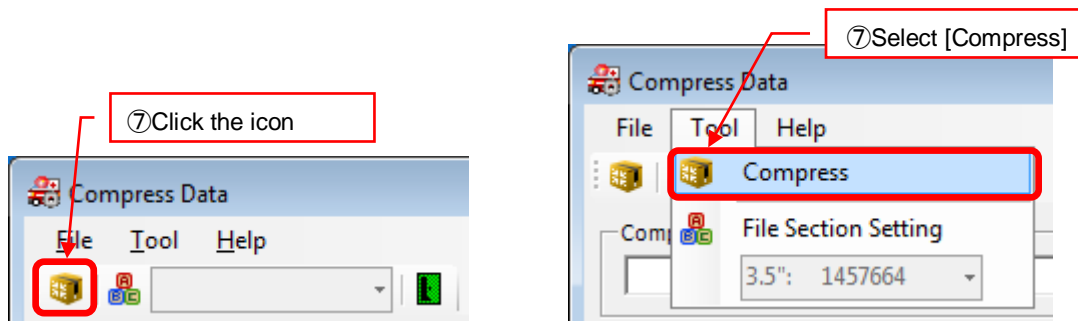 ⑦Click the icon
Compress Data
File Tool Help
⑦Select [Compress]
Compress Data
File Tool Help
Compress
Com
File Section Setting
3.5": 1457664